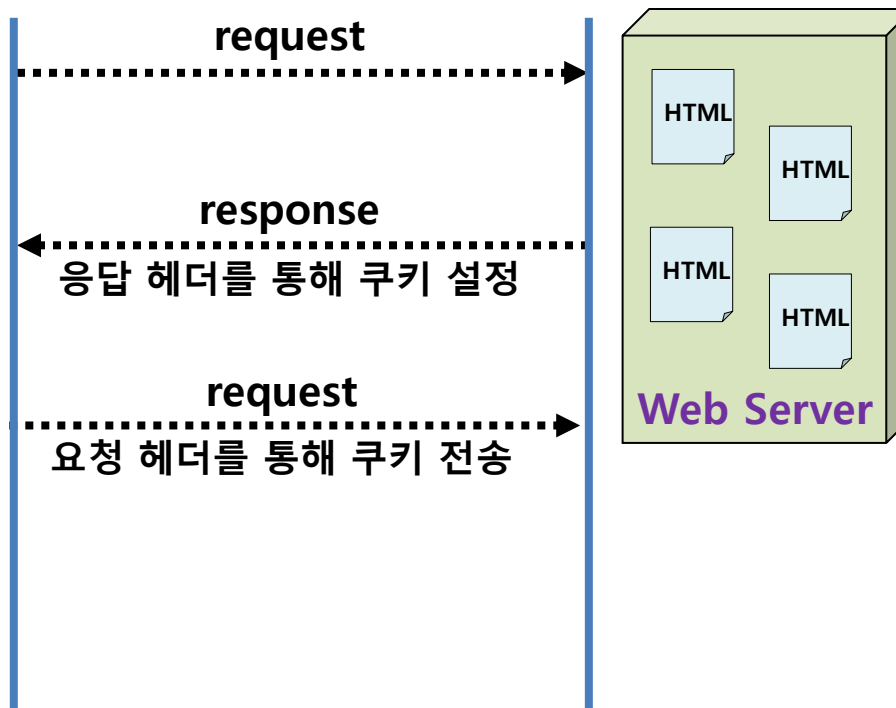 request
response
응답 헤더를 통해 쿠키 설정
request
요청 헤더를 통해 쿠키 전송
HTML
HTML
HTML
HTML
Web Server